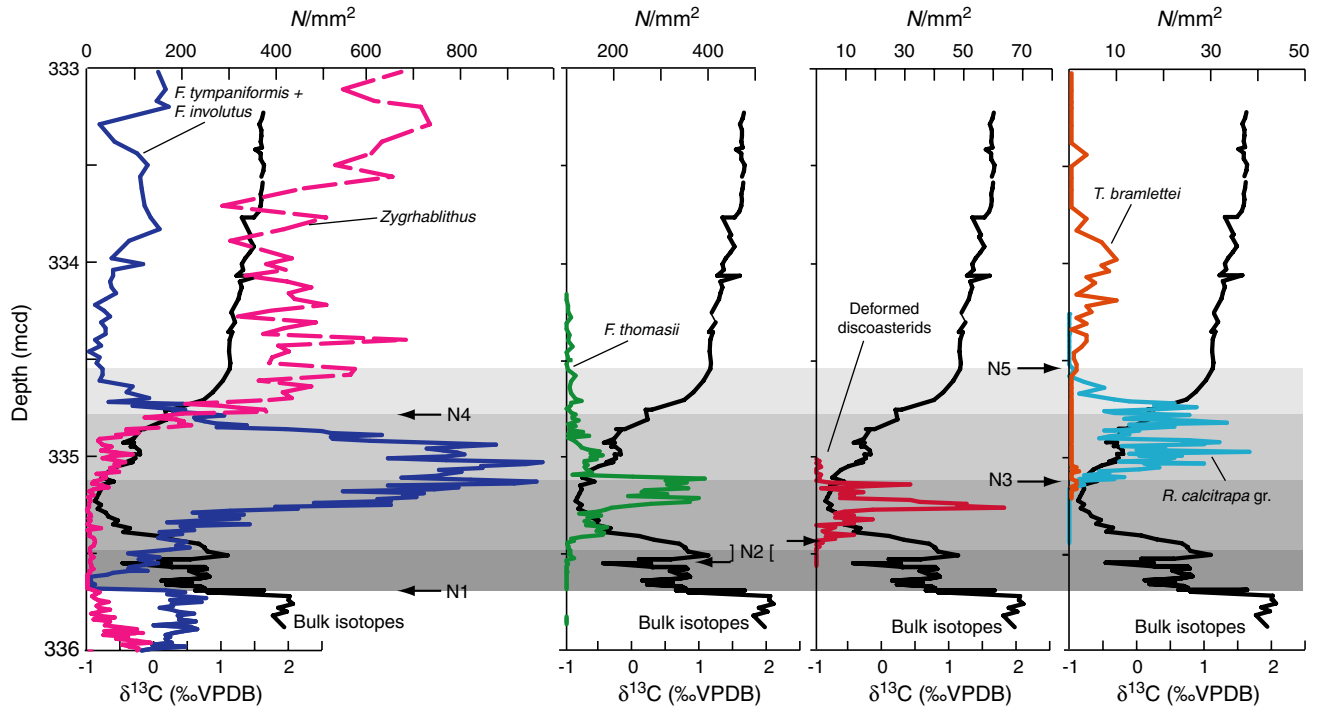 N/mm²
N/mm²
N/mm²
N/mm²
0 200 400 600 800
200 400
10 30 50 70
10 30 50
333
334
335
336
Depth (mcd)
F. tympaniformis +
F. involutus
Zygrhablithus
N4
N1
Bulk isotopes
F. thomasii
] N2 [
Bulk isotopes
Deformed
discoasterids
Bulk isotopes
T. bramlettei
N5
N3
R. calcitrapa gr.
Bulk isotopes
-1 0 1 2
-1 0 1 2
-1 0 1 2
-1 0 1 2
δ¹³C (‰VPDB)
δ¹³C (‰VPDB)
δ¹³C (‰VPDB)
δ¹³C (‰VPDB)